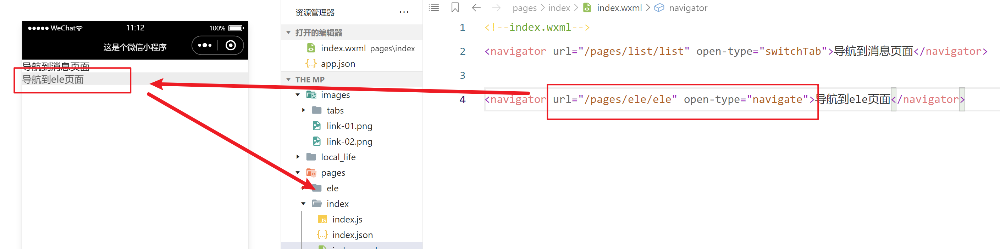 WeChat 11:12 100%
这是个微信小程序
导航到消息页面
导航到ele页面
资源管理器 ...
打开的编辑器
index.wxml pages\index
app.json
THE MP
images
tabs
link-01.png
link-02.png
local_life
pages
ele
index
JS index.js
{..} index.json
pages > index > index.wxml > navigator
1 <!--index.wxml-->
2 <navigator url="/pages/list/list" open-type="switchTab">导航到消息页面</navigator>
3
4 <navigator url="/pages/ele/ele" open-type="navigate">导航到ele页面</navigator>